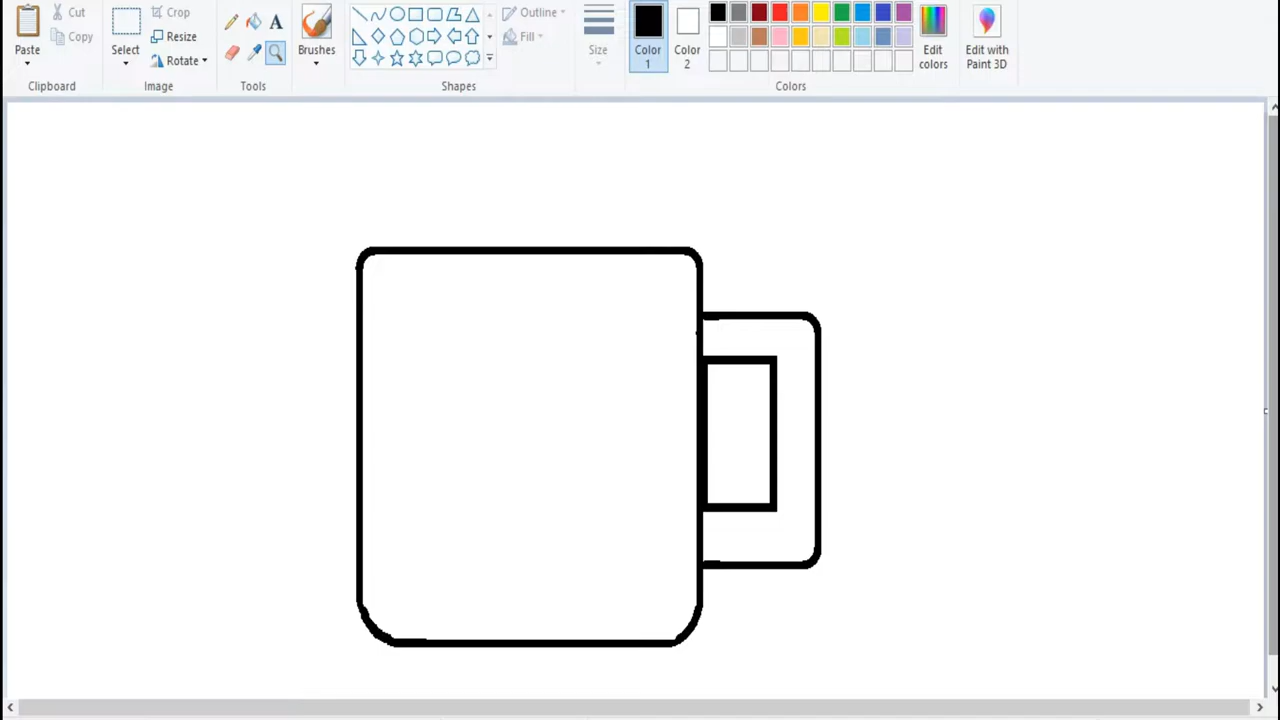 Cut
Copy
Paste
Clipboard
Select
Crop
Resize
Rotate
Image
Tools
Brushes
Outline
Fill
Shapes
Size
Color 1
Color 2
Edit colors
Edit with Paint 3D
Colors